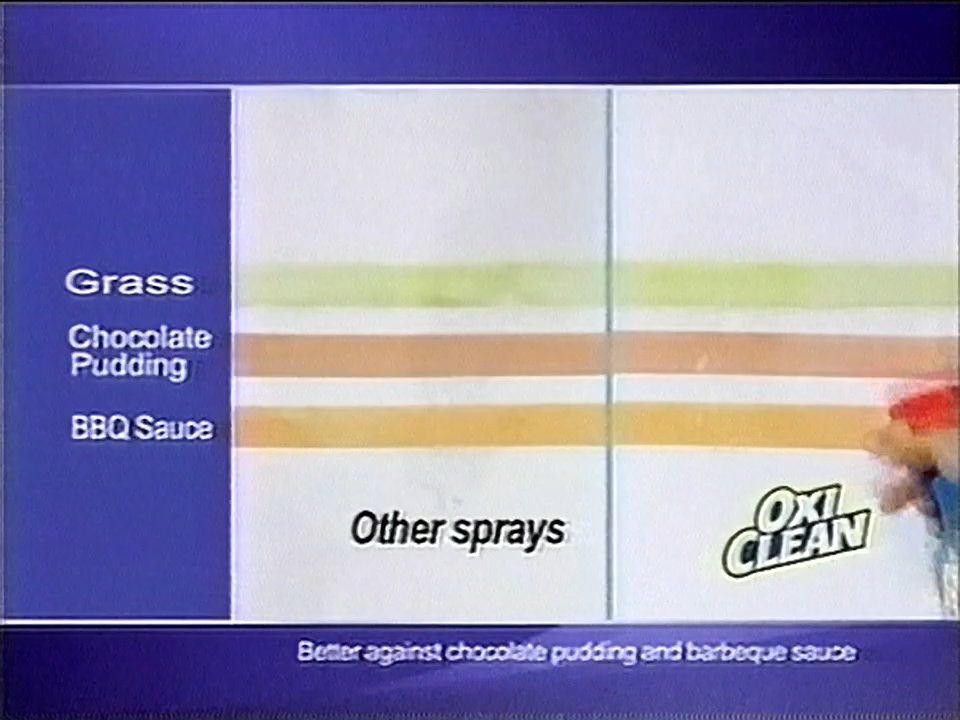 Grass
Chocolate
Pudding
BBQ Sauce
Other sprays
OXI
CLEAN
Better against chocolate pudding and barbeque sauce